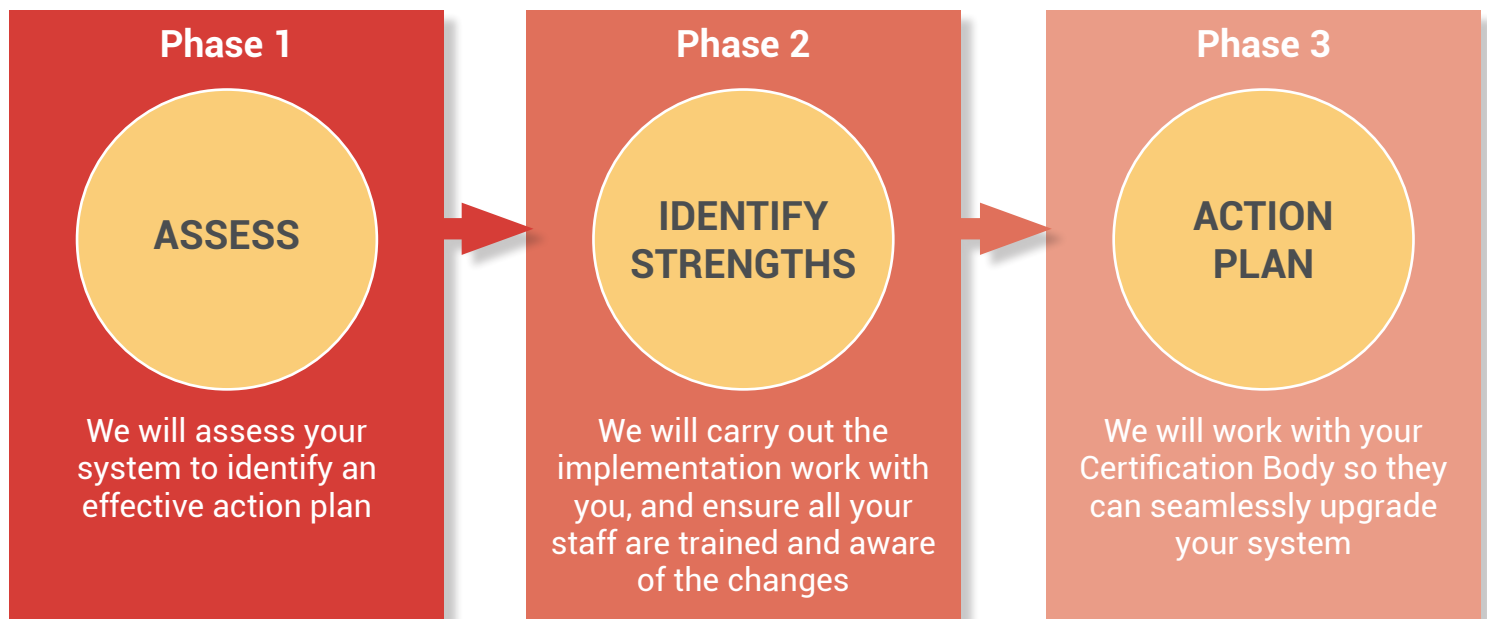 Phase 1
ASSESS
We will assess your
system to identify an
effective action plan
Phase 2
IDENTIFY
STRENGTHS
We will carry out the
implementation work with
you, and ensure all your
staff are trained and aware
of the changes
Phase 3
ACTION
PLAN
We will work with your
Certification Body so they
can seamlessly upgrade
your system